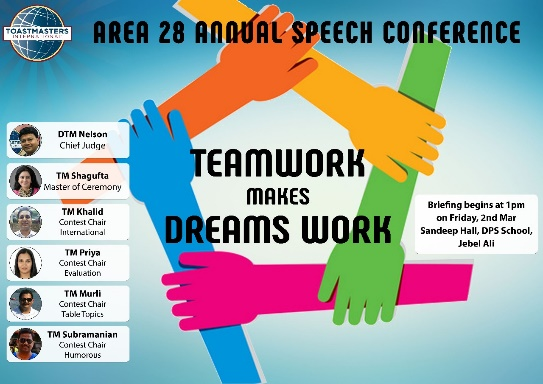 TOASTMASTERS
INTERNATIONAL
AREA 28 ANNUAL SPEECH CONFERENCE
DTM Nelson
Chief Judge
TM Shagufta
Master of Ceremony
TM Khalid
Contest Chair
International
TM Priya
Contest Chair
Evaluation
TM Murli
Contest Chair
Table Topics
TM Subramanian
Contest Chair
Humorous
TEAMWORK
MAKES
DREAMS WORK
Briefing begins at 1pm
on Friday, 2nd Mar
Sandeep Hall, DPS School,
Jebel Ali